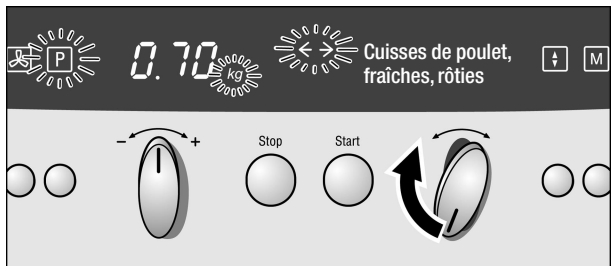 P 0.70 kg Cuisses de poulet,
fraîches, rôties
M
- +
Stop Start